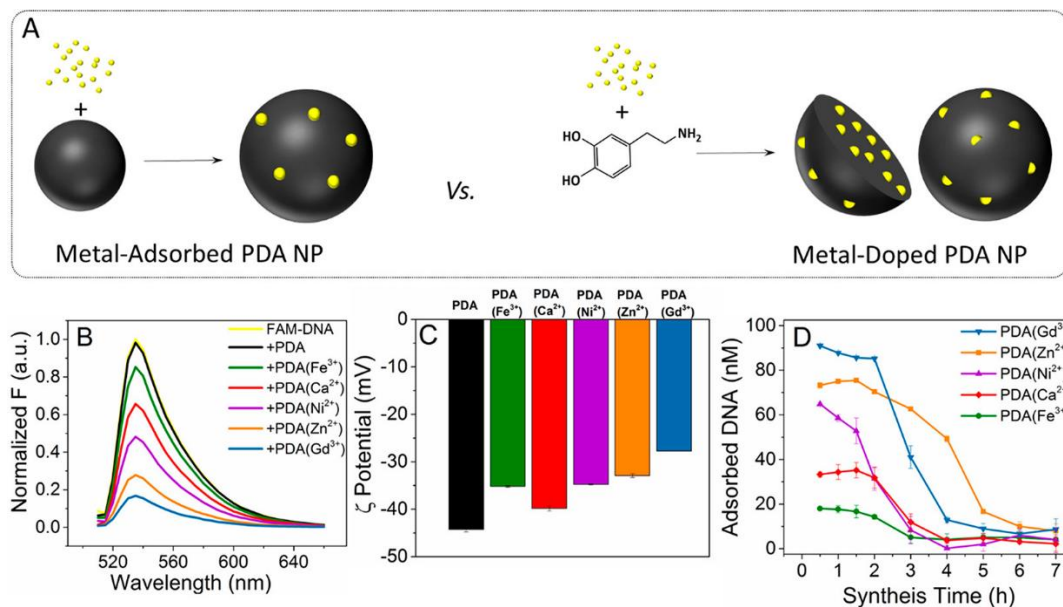 A
+
HO
HO
NH₂
+
Vs.
Metal-Adsorbed PDA NP
Metal-Doped PDA NP
B
Normalized F (a.u.)
1.0
0.8
0.6
0.4
0.2
0.0
FAM-DNA
+PDA
+PDA(Fe³⁺)
+PDA(Ca²⁺)
+PDA(Ni²⁺)
+PDA(Zn²⁺)
+PDA(Gd³⁺)
520 560 600 640
Wavelength (nm)
PDA PDA PDA PDA PDA PDA
(Fe³⁺) (Ca²⁺) (Ni²⁺) (Zn²⁺) (Gd³⁺)
C
ζ Potential (mV)
0
-10
-20
-30
-40
-50
D
Adsorbed DNA (nM)
100
80
60
40
20
0
PDA(Gd³
PDA(Zn²⁺
PDA(Ni²⁺
PDA(Ca²⁺
PDA(Fe³⁺
0 1 2 3 4 5 6 7
Syntheis Time (h)